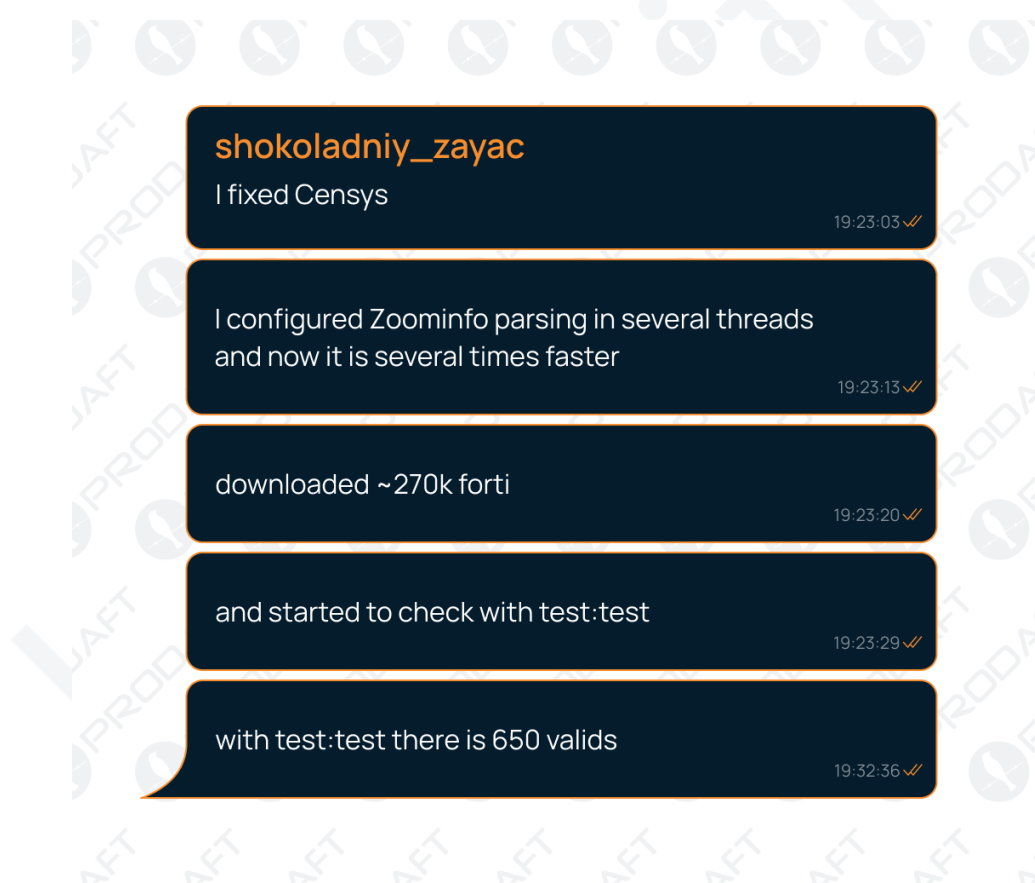 shokoladniy_zayac
I fixed Censys
19:23:03
I configured Zoominfo parsing in several threads
and now it is several times faster
19:23:13
downloaded ~270k forti
19:23:20
and started to check with test:test
19:23:29
with test:test there is 650 valids
19:32:36
PRODAFT